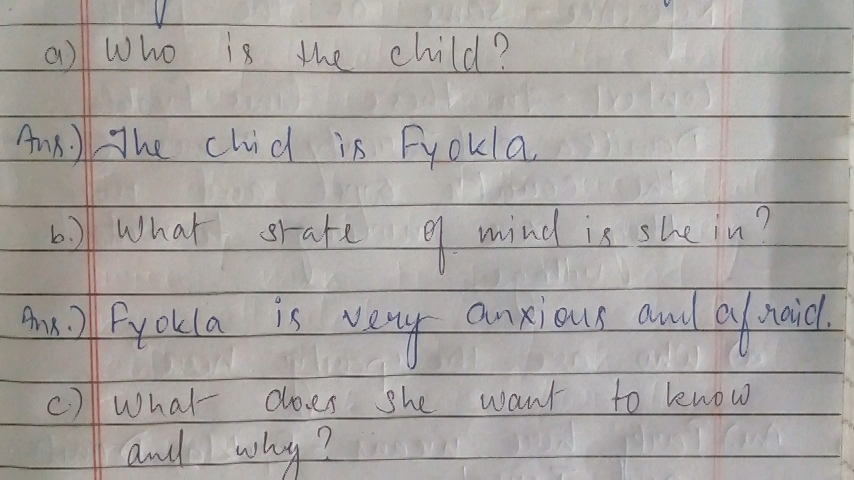 a) Who is the child?
Ans.) The chid is Fyokla.
b.) What state of mind is she in?
Ans.) Fyokla is very anxious and afraid.
c.) What does she want to know
and why?